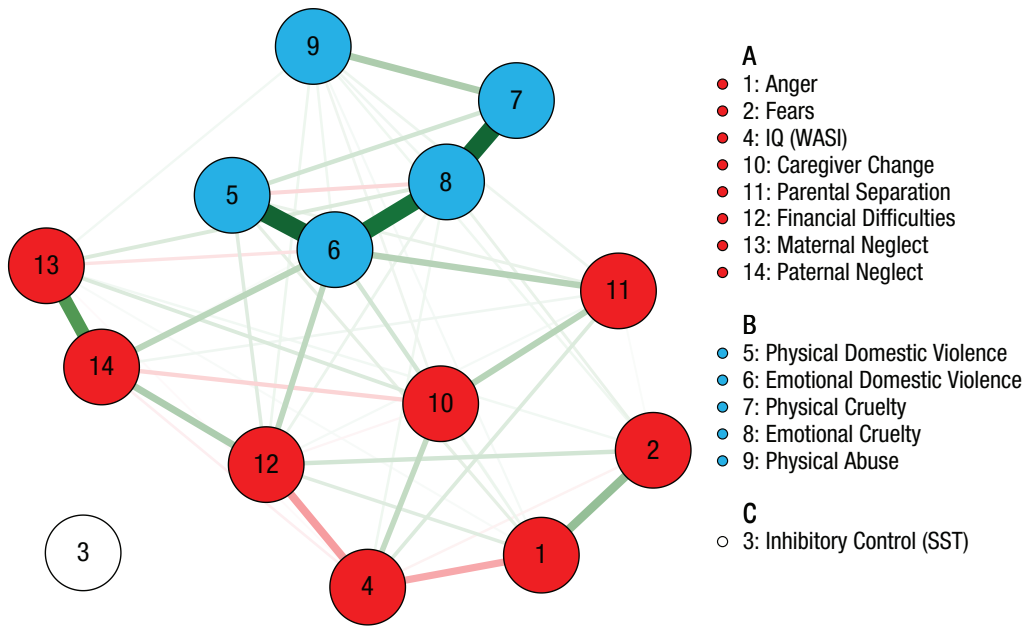 9
7
8
5
6
13
11
14
10
2
12
1
3
4
A
1: Anger
2: Fears
4: IQ (WASI)
10: Caregiver Change
11: Parental Separation
12: Financial Difficulties
13: Maternal Neglect
14: Paternal Neglect
B
5: Physical Domestic Violence
6: Emotional Domestic Violence
7: Physical Cruelty
8: Emotional Cruelty
9: Physical Abuse
C
3: Inhibitory Control (SST)